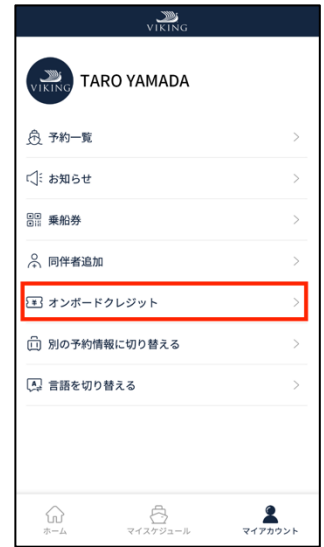 VIKING
VIKING
TARO YAMADA
予約一覧
お知らせ
乗船券
同伴者追加
オンボードクレジット
別の予約情報に切り替える
A
言語を切り替える
ホーム
マイスケジュール
マイアカウント